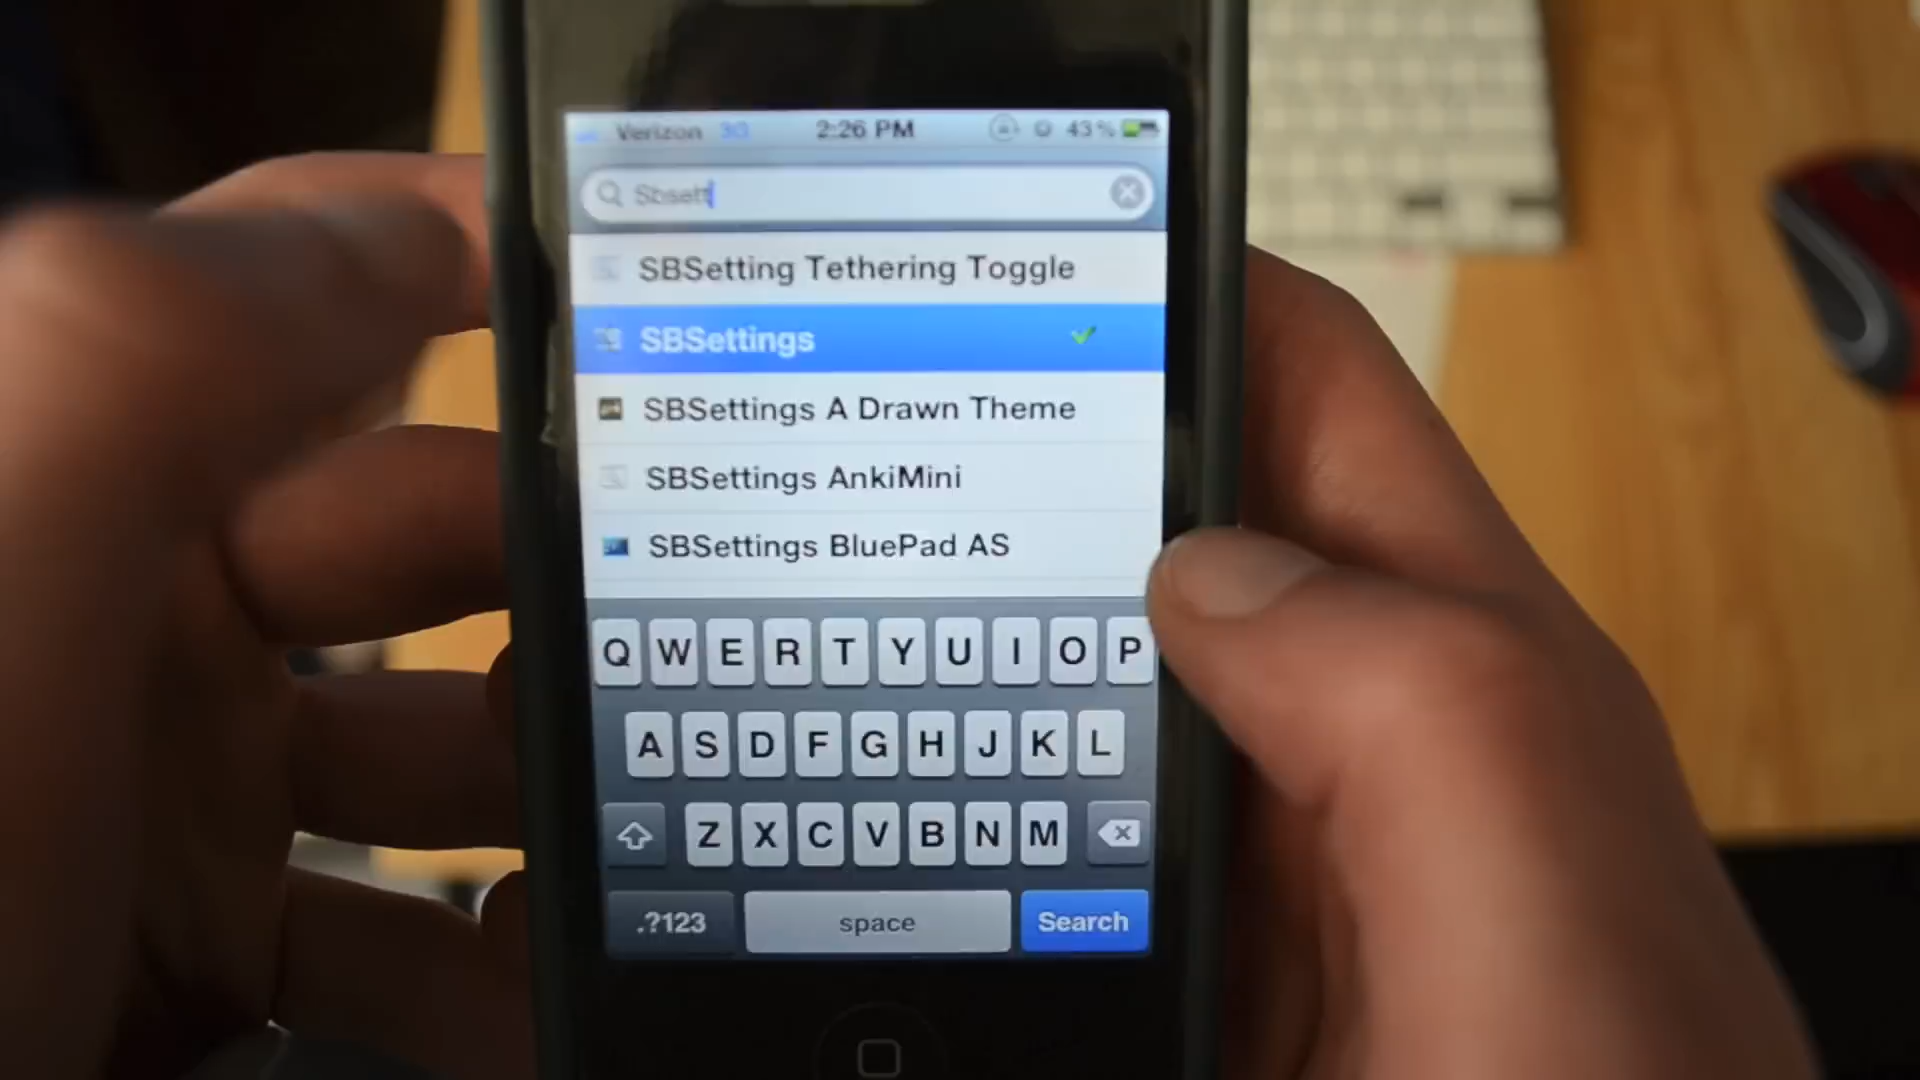 Verizon 3G 2:26 PM 43%
Sbsett
SBSetting Tethering Toggle
SBSettings
SBSettings A Drawn Theme
SBSettings AnkiMini
SBSettings BluePad AS
Q W E R T Y U I O P
A S D F G H J K L
Z X C V B N M
.?123 space Search